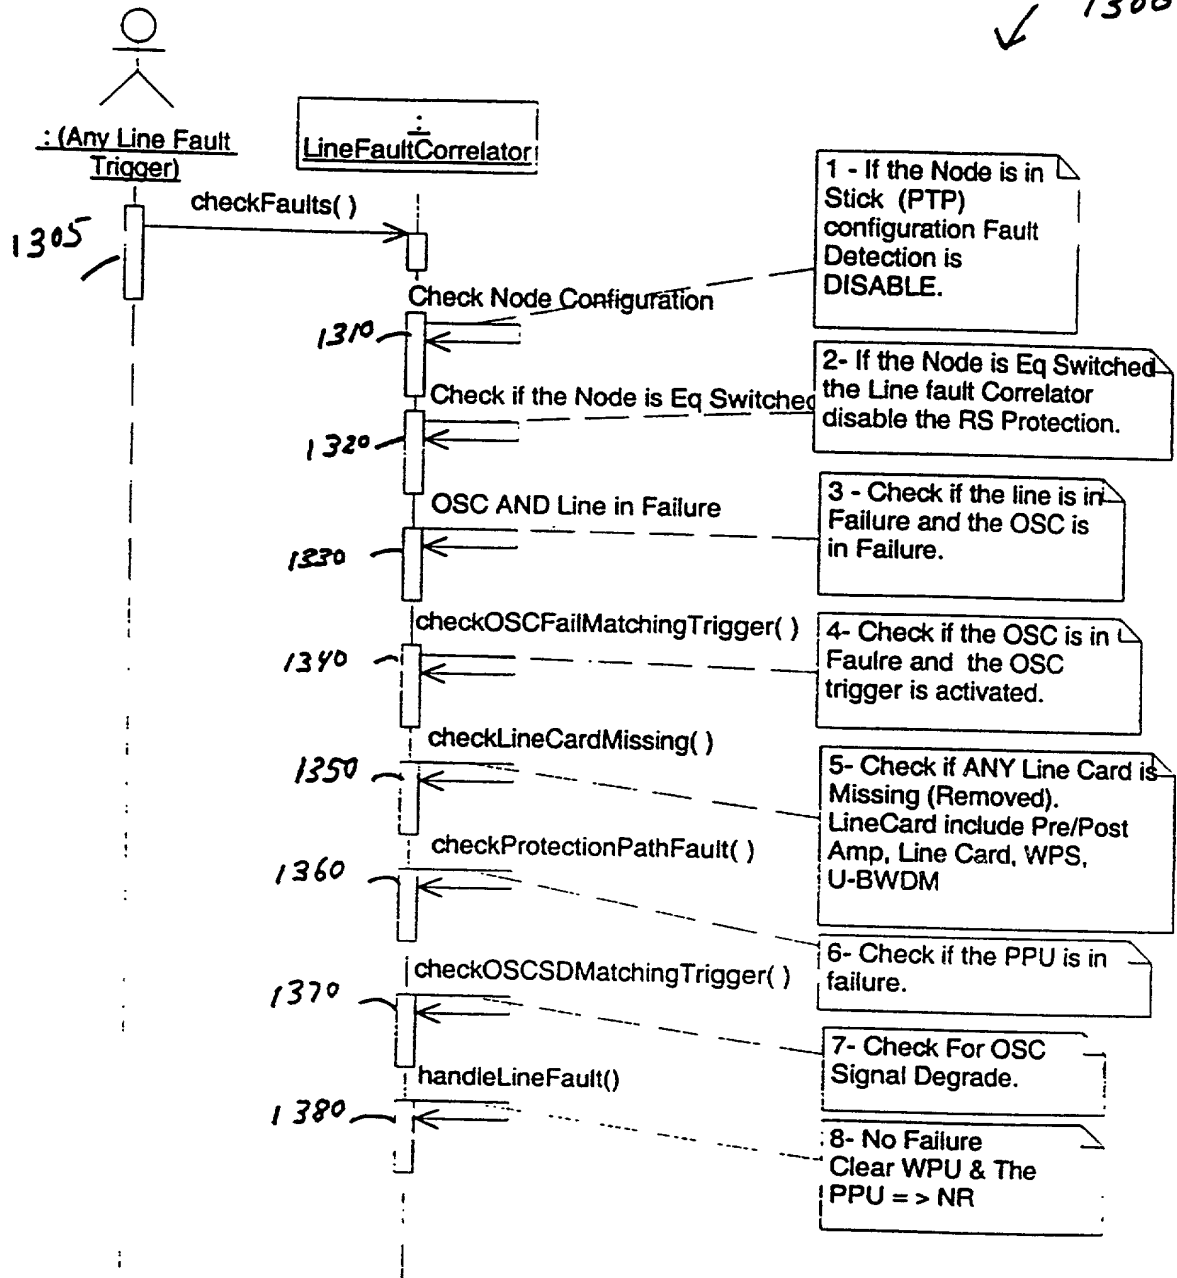 1300
: (Any Line Fault
Trigger)
:
LineFaultCorrelator
checkFaults( )
1305
1 - If the Node is in
Stick (PTP)
configuration Fault
Detection is
DISABLE.
Check Node Configuration
1310
2- If the Node is Eq Switched
the Line fault Correlator
disable the RS Protection.
Check if the Node is Eq Switched
1320
3 - Check if the line is in
Failure and the OSC is
in Failure.
OSC AND Line in Failure
1330
checkOSCFailMatchingTrigger( )
1340
4- Check if the OSC is in
Faulre and the OSC
trigger is activated.
checkLineCardMissing( )
1350
5- Check if ANY Line Card is
Missing (Removed).
LineCard include Pre/Post
Amp, Line Card, WPS,
U-BWDM
checkProtectionPathFault( )
1360
6- Check if the PPU is in
failure.
checkOSCSDMatchingTrigger( )
1370
7- Check For OSC
Signal Degrade.
handleLineFault()
1380
8- No Failure
Clear WPU & The
PPU = > NR